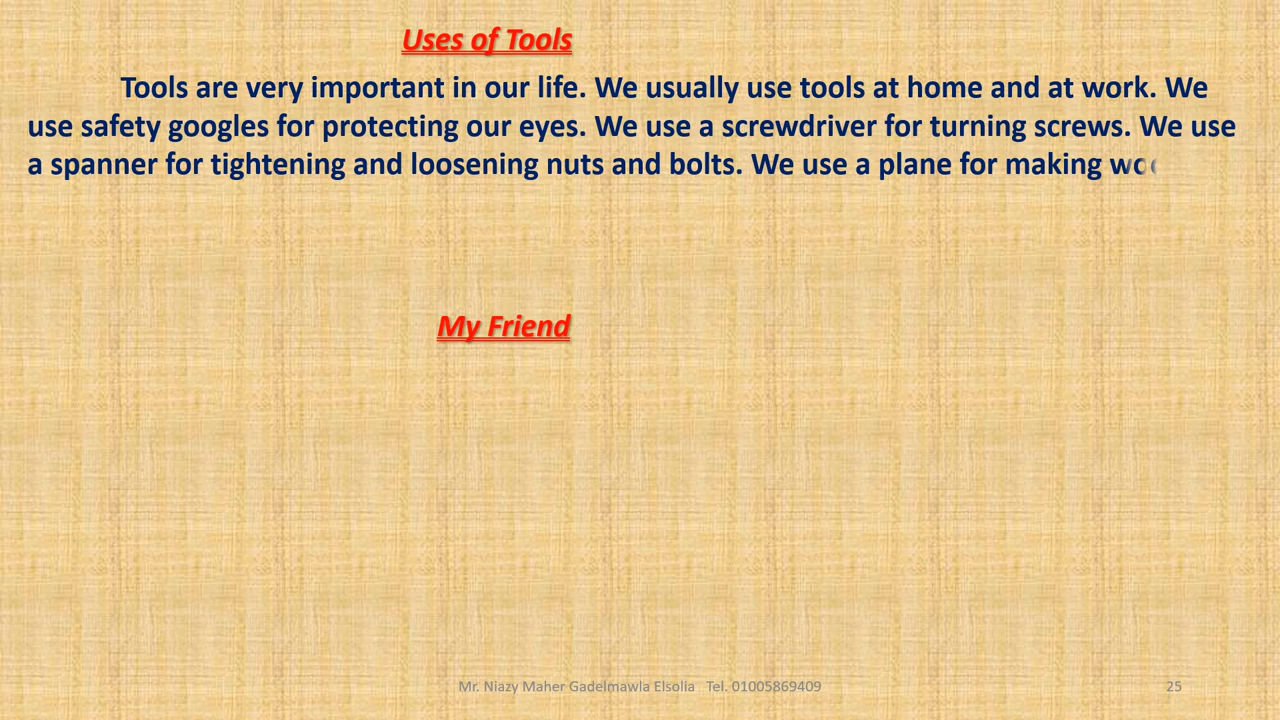 Uses of Tools
Tools are very important in our life. We usually use tools at home and at work. We
use safety googles for protecting our eyes. We use a screwdriver for turning screws. We use
a spanner for tightening and loosening nuts and bolts. We use a plane for making
My Friend
Mr. Niazy Maher Gadelmawla Elsolia Tel. 01005869409
25